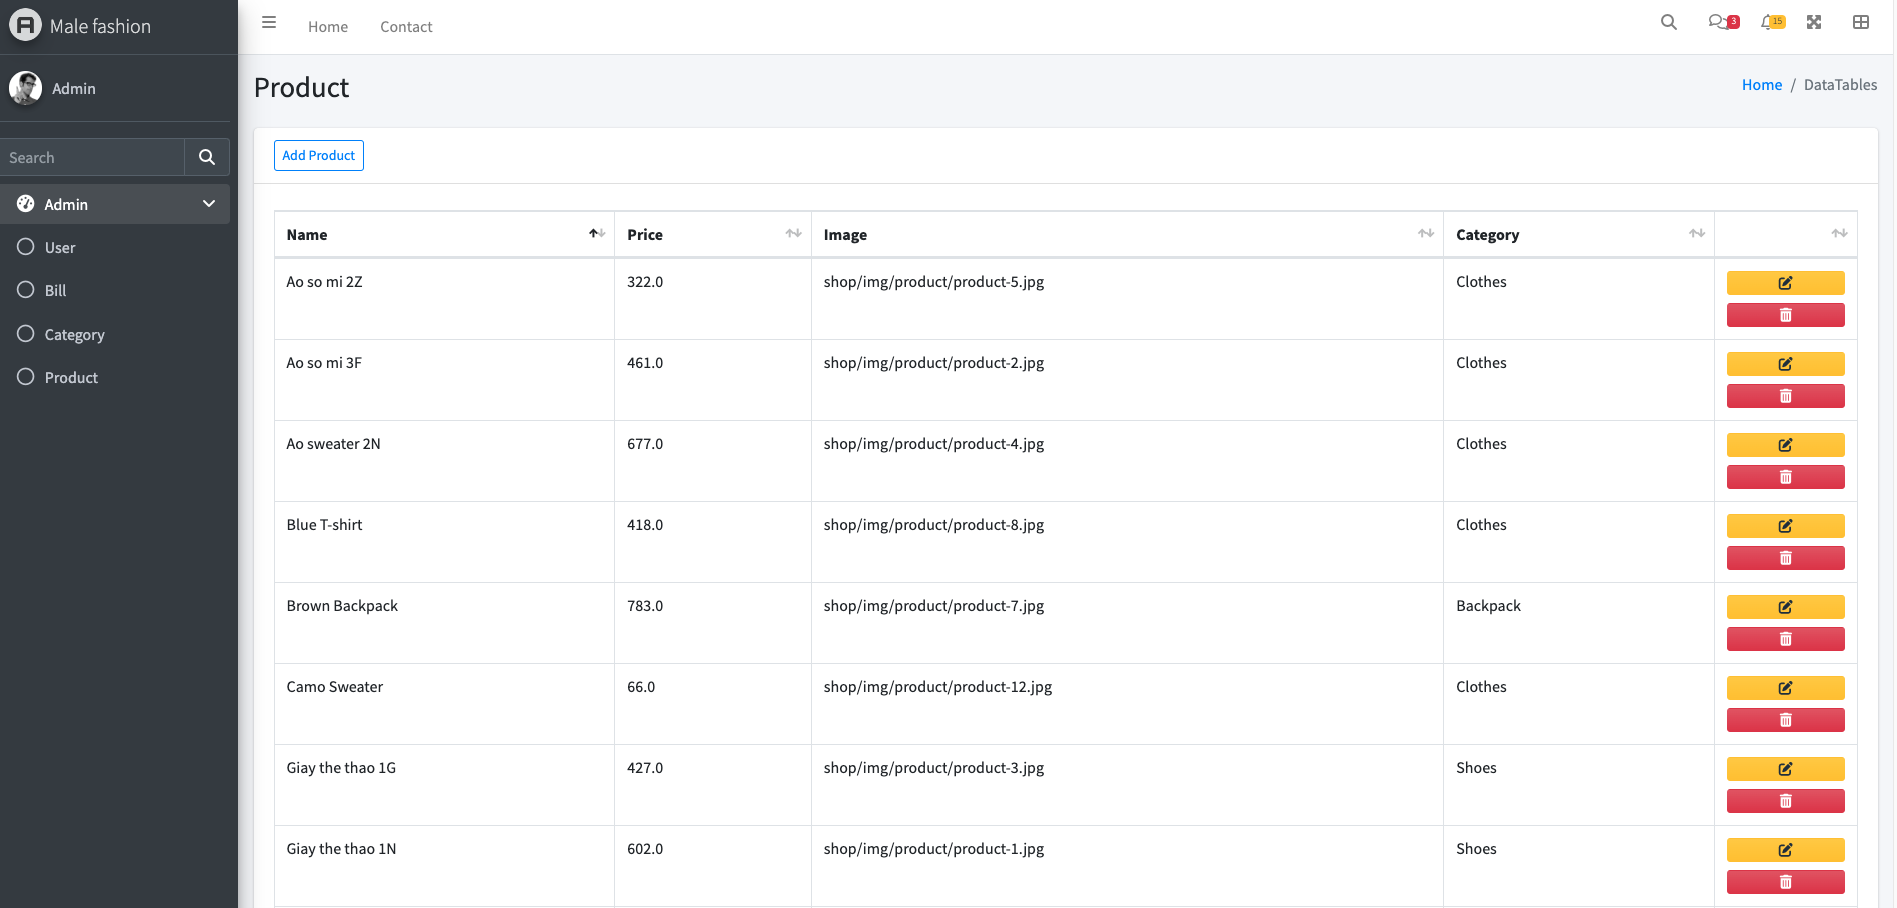 Male fashion
Home Contact
3
15
Admin
Product
Home / DataTables
Search
Add Product
Admin
User
Bill
Category
Product
Name Price Image Category
Ao so mi 2Z 322.0 shop/img/product/product-5.jpg Clothes
Ao so mi 3F 461.0 shop/img/product/product-2.jpg Clothes
Ao sweater 2N 677.0 shop/img/product/product-4.jpg Clothes
Blue T-shirt 418.0 shop/img/product/product-8.jpg Clothes
Brown Backpack 783.0 shop/img/product/product-7.jpg Backpack
Camo Sweater 66.0 shop/img/product/product-12.jpg Clothes
Giay the thao 1G 427.0 shop/img/product/product-3.jpg Shoes
Giay the thao 1N 602.0 shop/img/product/product-1.jpg Shoes